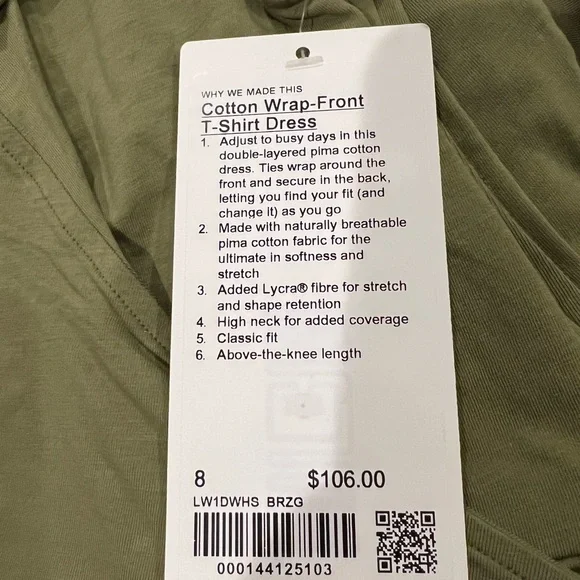 WHY WE MADE THIS
Cotton Wrap-Front
T-Shirt Dress
1. Adjust to busy days in this
double-layered pima cotton
dress. Ties wrap around the
front and secure in the back,
letting you find your fit (and
change it) as you go
2. Made with naturally breathable
pima cotton fabric for the
ultimate in softness and
stretch
3. Added Lycra® fibre for stretch
and shape retention
4. High neck for added coverage
5. Classic fit
6. Above-the-knee length
8 $106.00
LW1DWHS BRZG
000144125103